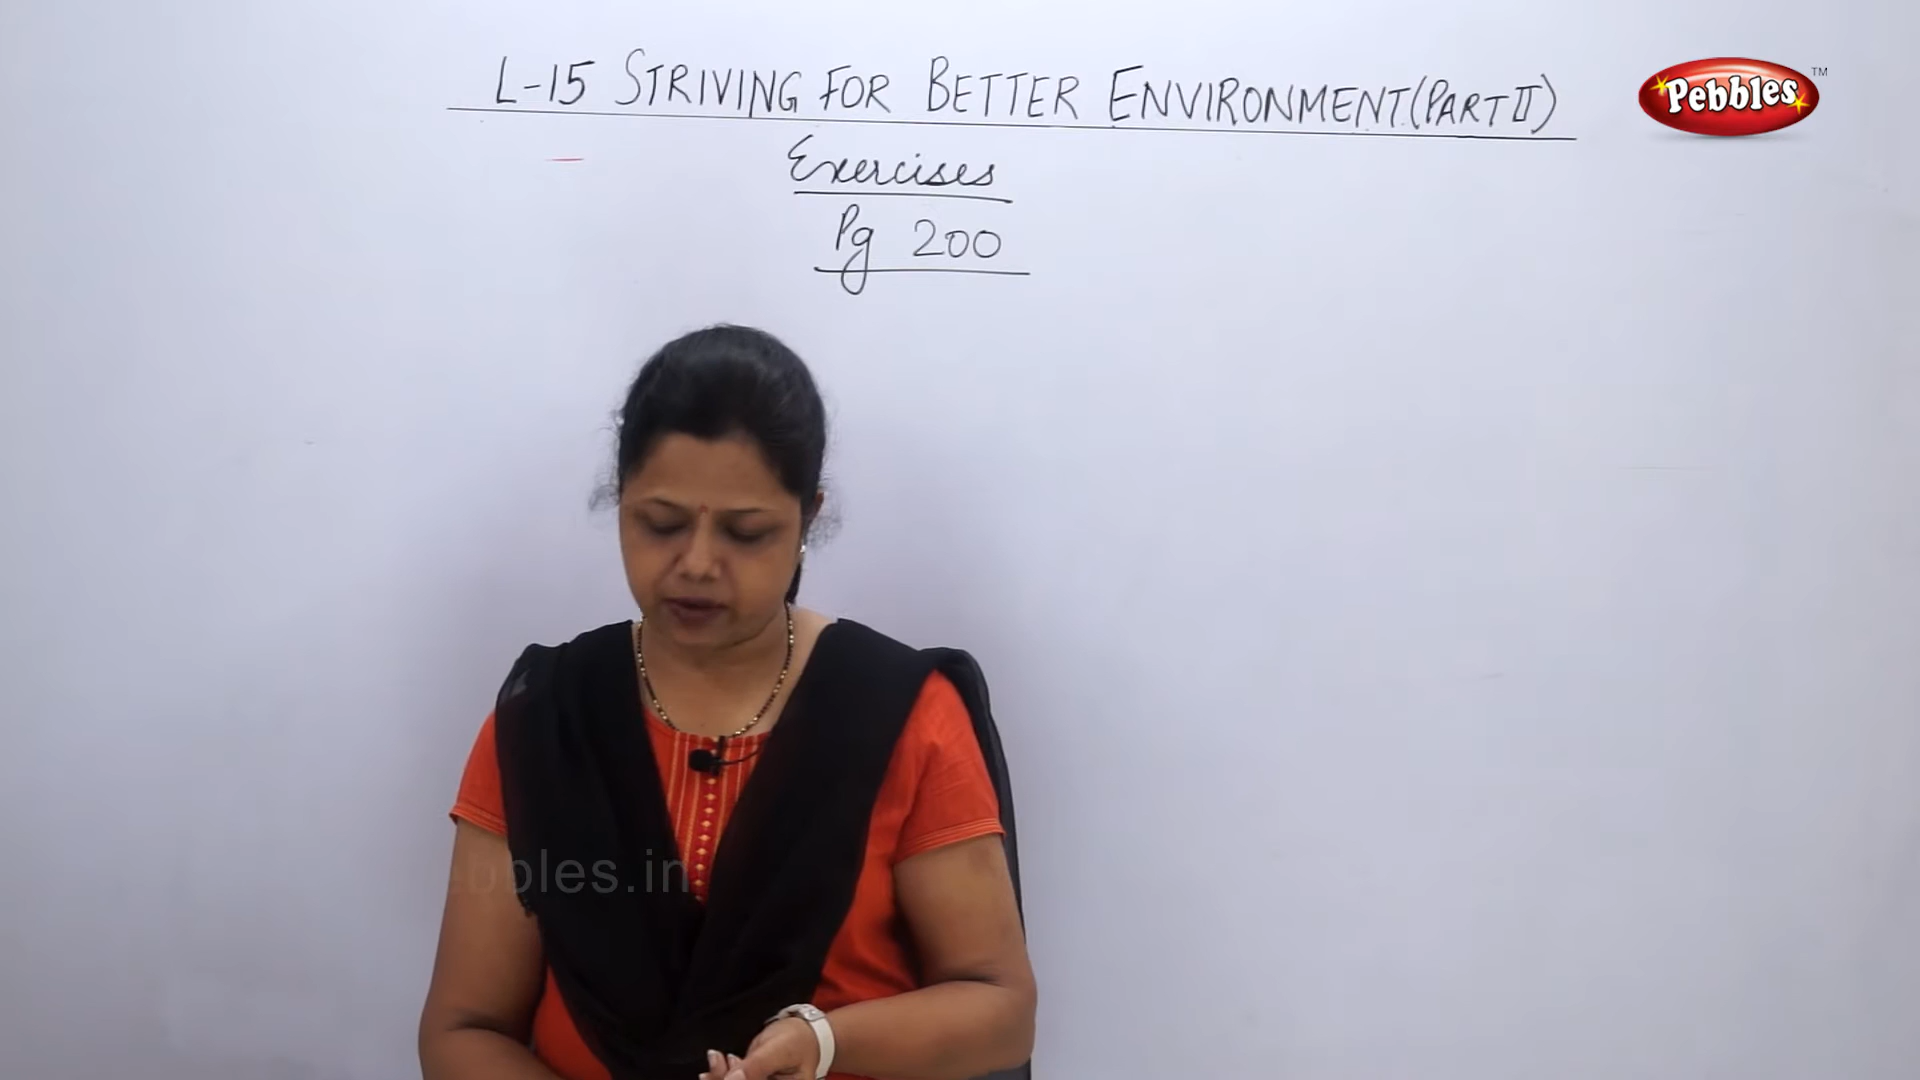 L-15 STRIVING FOR BETTER ENVIRONMENT (PART II)
Pebbles TM
Exercises
Pg 200
bbles.in